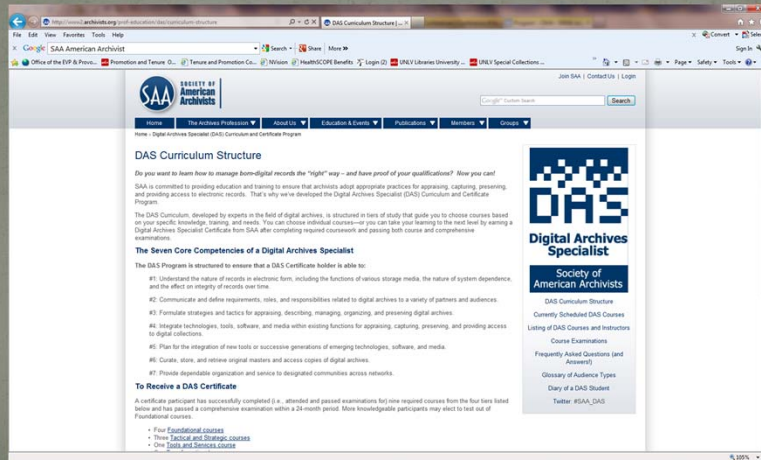 http://www2.archivists.org/prof-education/das/curriculum-structure
DAS Curriculum Structure | ...
File Edit View Favorites Tools Help
Convert
Google SAA American Archivist
Search
Share
More >>
Sign In
Office of the EVP & Provo...
Promotion and Tenure O...
Tenure and Promotion Co...
NVision
HealthSCOPE Benefits
Login (2)
UNLV Libraries University ...
UNLV Special Collections ...
Page
Safety
Tools
Join SAA | Contact Us | Login
SAA
SOCIETY OF
American
Archivists
Google Custom Search
Search
Home The Archives Profession About Us Education & Events Publications Members Groups
Home » Digital Archives Specialist (DAS) Curriculum and Certificate Program
DAS Curriculum Structure
Do you want to learn how to manage born-digital records the "right" way – and have proof of your qualifications? Now you can!
SAA is committed to providing education and training to ensure that archivists adopt appropriate practices for appraising, capturing, preserving,
and providing access to electronic records. That's why we've developed the Digital Archives Specialist (DAS) Curriculum and Certificate
Program.
The DAS Curriculum, developed by experts in the field of digital archives, is structured in tiers of study that guide you to choose courses based
on your specific knowledge, training, and needs. You can choose individual courses—or you can take your learning to the next level by earning a
Digital Archives Specialist Certificate from SAA after completing required coursework and passing both course and comprehensive
examinations.
The Seven Core Competencies of a Digital Archives Specialist
The DAS Program is structured to ensure that a DAS Certificate holder is able to:
#1: Understand the nature of records in electronic form, including the functions of various storage media, the nature of system dependence,
and the effect on integrity of records over time.
#2: Communicate and define requirements, roles, and responsibilities related to digital archives to a variety of partners and audiences.
#3: Formulate strategies and tactics for appraising, describing, managing, organizing, and preserving digital archives.
#4: Integrate technologies, tools, software, and media within existing functions for appraising, capturing, preserving, and providing access
to digital collections.
#5: Plan for the integration of new tools or successive generations of emerging technologies, software, and media.
#6: Curate, store, and retrieve original masters and access copies of digital archives.
#7: Provide dependable organization and service to designated communities across networks.
To Receive a DAS Certificate
A certificate participant has successfully completed (i.e., attended and passed examinations for) nine required courses from the four tiers listed
below and has passed a comprehensive examination within a 24-month period. More knowledgeable participants may elect to test out of
Foundational courses.
• Four Foundational courses
• Three Tactical and Strategic courses
• One Tools and Services course
DAS
Digital Archives
Specialist
Society of
American Archivists
DAS Curriculum Structure
Currently Scheduled DAS Courses
Listing of DAS Courses and Instructors
Course Examinations
Frequently Asked Questions (and
Answers!)
Glossary of Audience Types
Diary of a DAS Student
Twitter: #SAA_DAS
105%